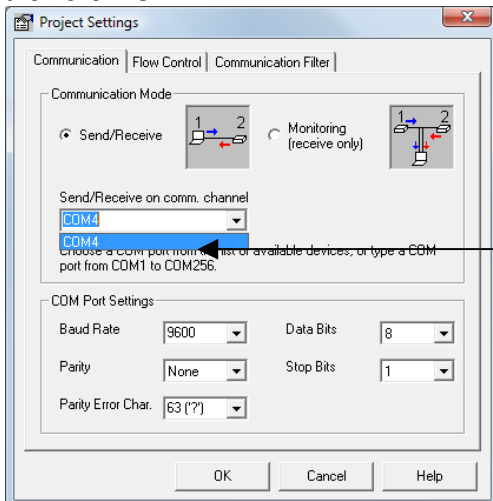 Project Settings
Communication Flow Control Communication Filter
Communication Mode
Send/Receive
1 2
Monitoring
(receive only)
1 2
Send/Receive on comm. channel
COM4
COM4
Choose a COM port from the list of available devices, or type a COM
port from COM1 to COM256.
COM Port Settings
Baud Rate 9600 Data Bits 8
Parity None Stop Bits 1
Parity Error Char. 63 ('?')
OK Cancel Help